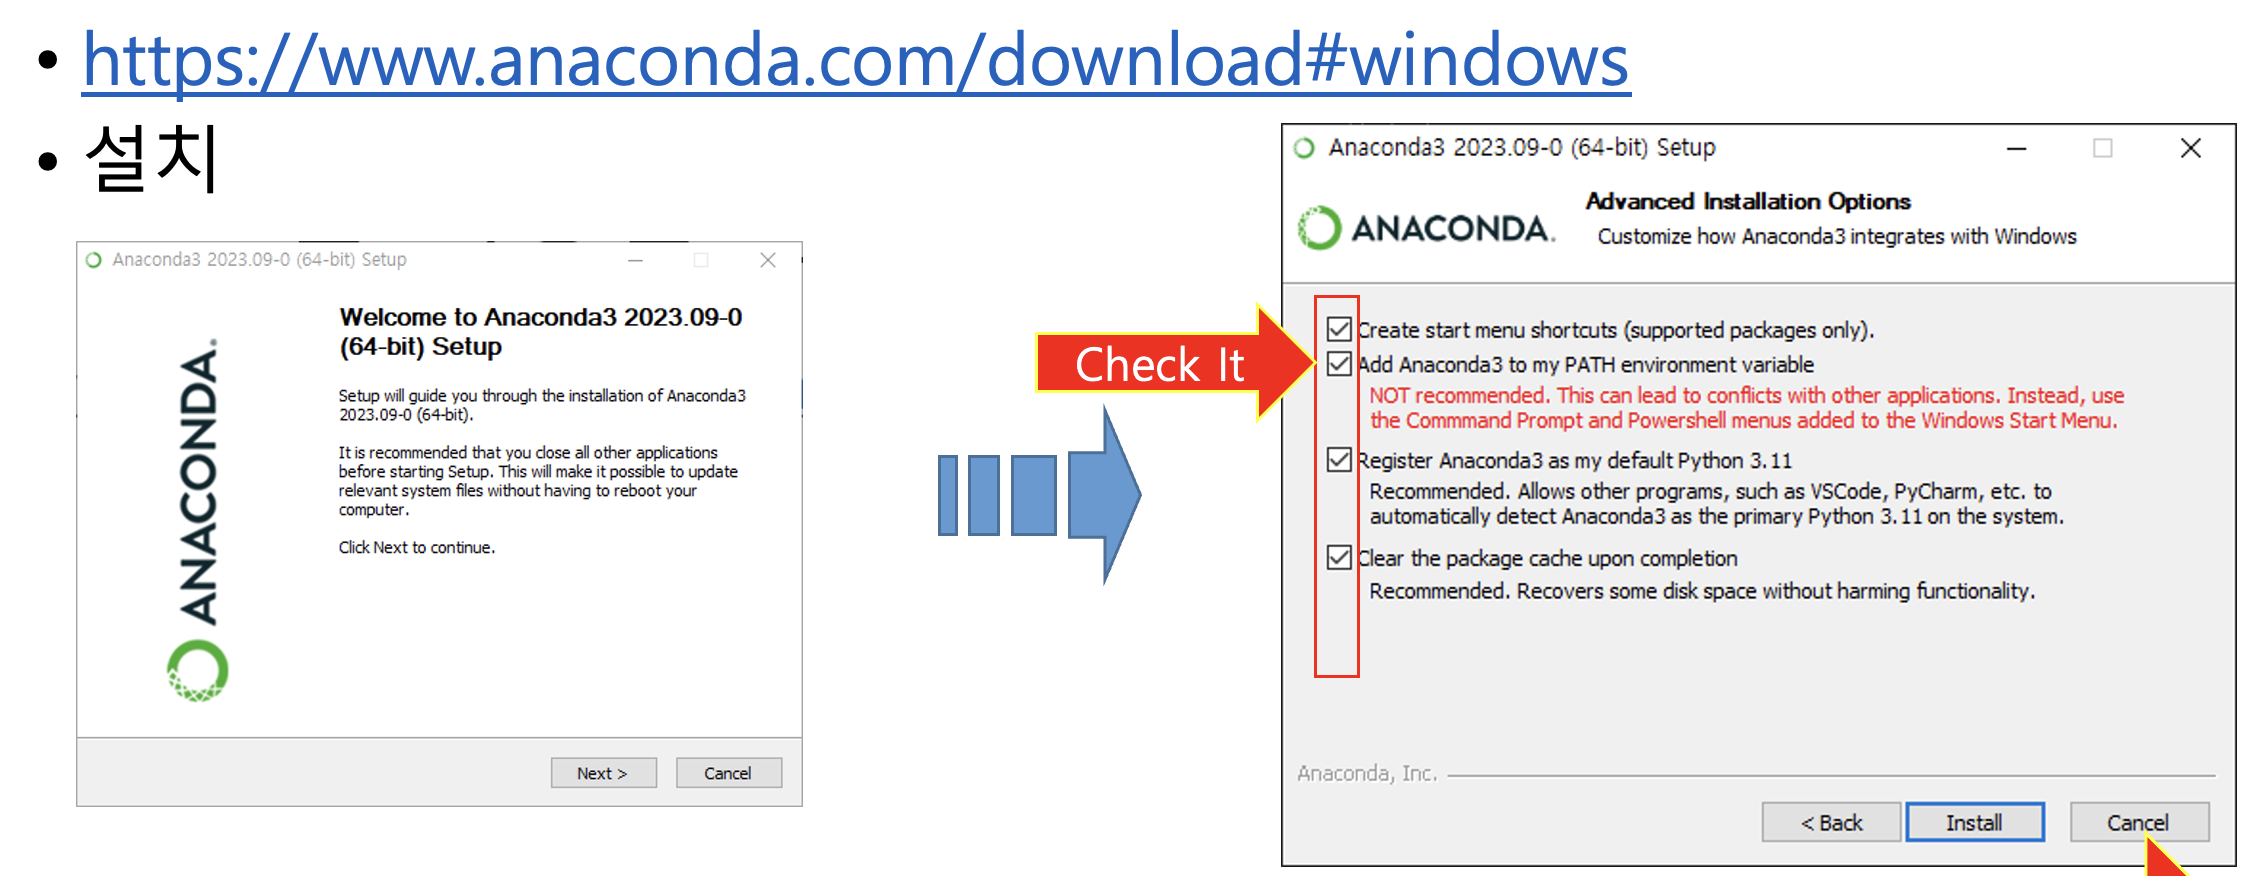 • https://www.anaconda.com/download#windows
• 설치
Anaconda3 2023.09-0 (64-bit) Setup
ANACONDA.
Welcome to Anaconda3 2023.09-0
(64-bit) Setup
Setup will guide you through the installation of Anaconda3
2023.09-0 (64-bit).
It is recommended that you close all other applications
before starting Setup. This will make it possible to update
relevant system files without having to reboot your
computer.
Click Next to continue.
Next >
Cancel
Check It
Anaconda3 2023.09-0 (64-bit) Setup
ANACONDA.
Advanced Installation Options
Customize how Anaconda3 integrates with Windows
Create start menu shortcuts (supported packages only).
Add Anaconda3 to my PATH environment variable
NOT recommended. This can lead to conflicts with other applications. Instead, use
the Commmand Prompt and Powershell menus added to the Windows Start Menu.
Register Anaconda3 as my default Python 3.11
Recommended. Allows other programs, such as VSCode, PyCharm, etc. to
automatically detect Anaconda3 as the primary Python 3.11 on the system.
Clear the package cache upon completion
Recommended. Recovers some disk space without harming functionality.
Anaconda, Inc.
< Back
Install
Cancel